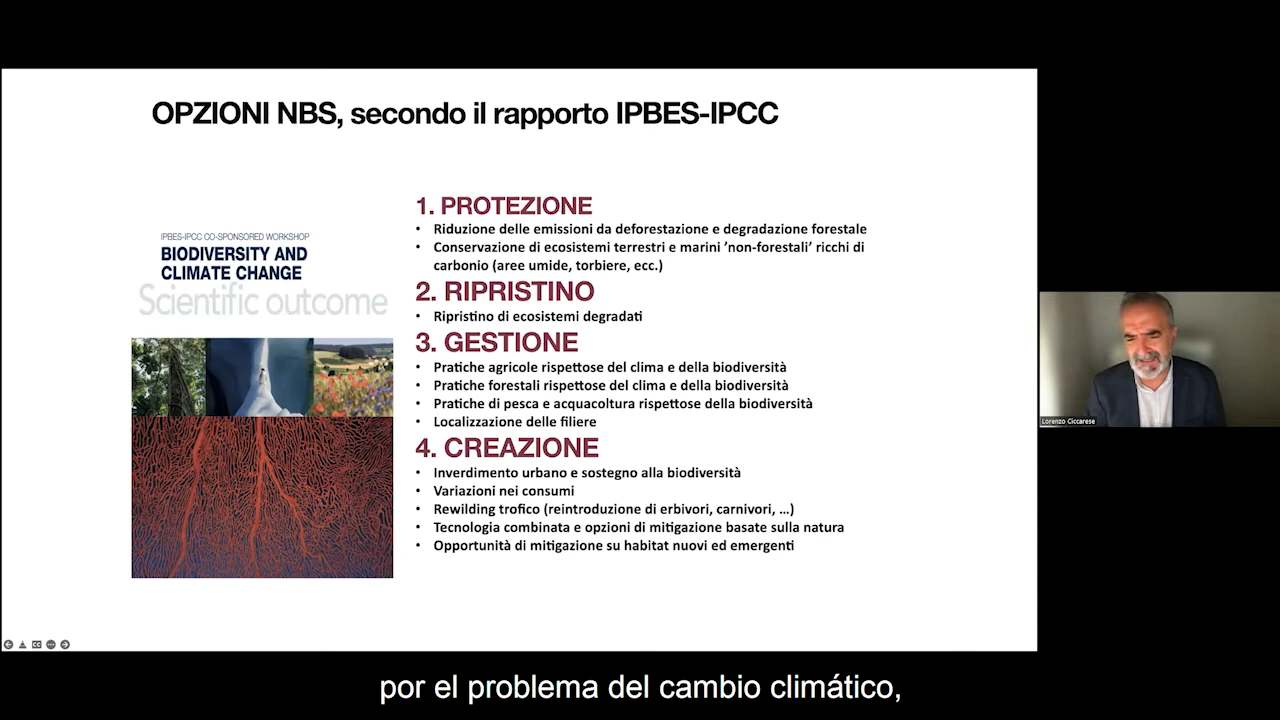 OPZIONI NBS, secondo il rapporto IPBES-IPCC
IPBES-IPCC CO-SPONSORED WORKSHOP
BIODIVERSITY AND
CLIMATE CHANGE
Scientific outcome
1. PROTEZIONE
• Riduzione delle emissioni da deforestazione e degradazione forestale
• Conservazione di ecosistemi terrestri e marini ’non-forestali’ ricchi di
carbonio (aree umide, torbiere, ecc.)
2. RIPRISTINO
• Ripristino di ecosistemi degradati
3. GESTIONE
• Pratiche agricole rispettose del clima e della biodiversità
• Pratiche forestali rispettose del clima e della biodiversità
• Pratiche di pesca e acquacoltura rispettose della biodiversità
• Localizzazione delle filiere
4. CREAZIONE
• Inverdimento urbano e sostegno alla biodiversità
• Variazioni nei consumi
• Rewilding trofico (reintroduzione di erbivori, carnivori, ...)
• Tecnologia combinata e opzioni di mitigazione basate sulla natura
• Opportunità di mitigazione su habitat nuovi ed emergenti
Lorenzo Ciccarese
por el problema del cambio climático,